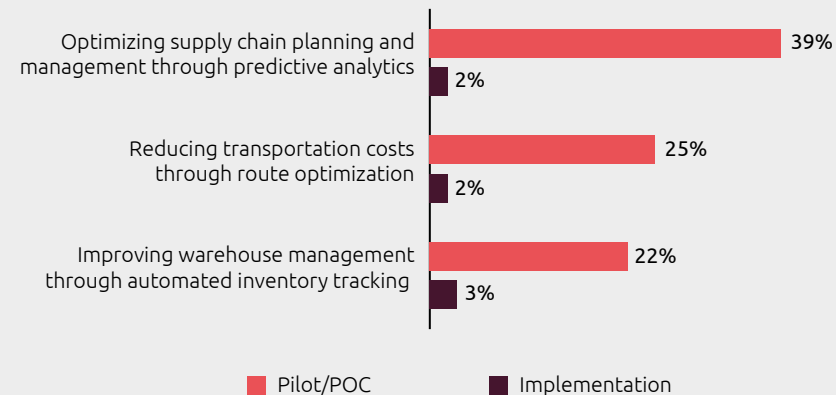 Optimizing supply chain planning and
management through predictive analytics
39%
2%
Reducing transportation costs
through route optimization
25%
2%
Improving warehouse management
through automated inventory tracking
22%
3%
Pilot/POC
Implementation